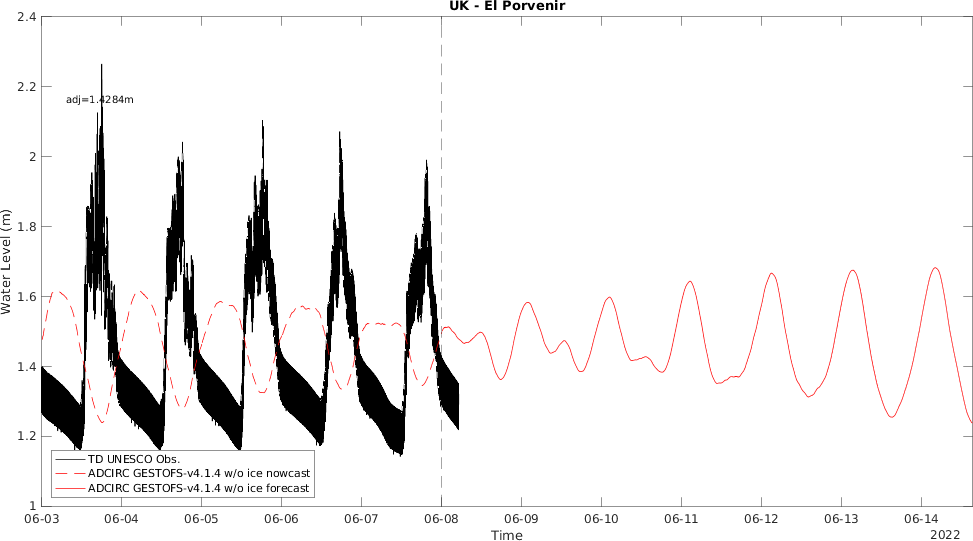 UK - El Porvenir
2.4
2.2
2
1.8
1.6
1.4
1.2
1
Water Level (m)
adj=1.4284m
TD UNESCO Obs.
ADCIRC GESTOFS-v4.1.4 w/o ice nowcast
ADCIRC GESTOFS-v4.1.4 w/o ice forecast
06-03 06-04 06-05 06-06 06-07 06-08 06-09 06-10 06-11 06-12 06-13 06-14
Time
2022